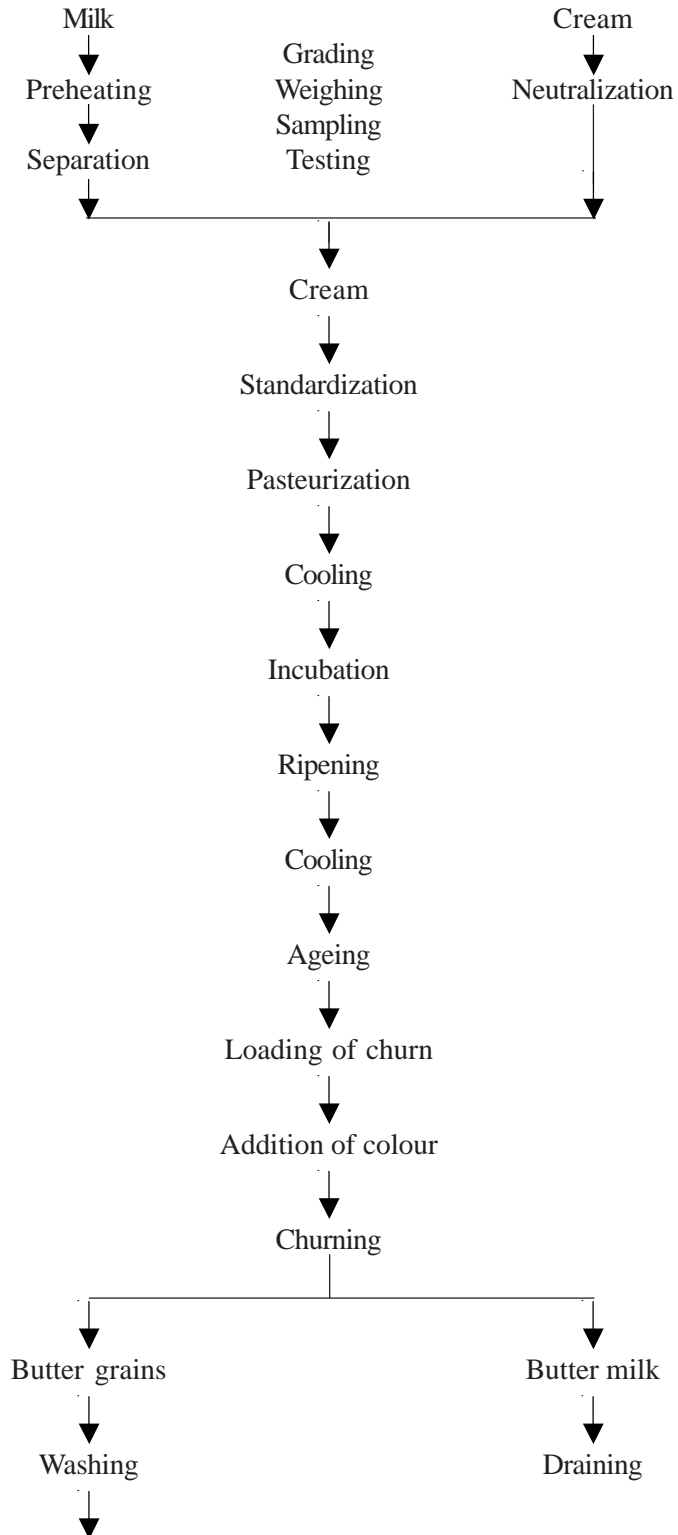 Milk
Cream
Grading
Preheating
Weighing
Neutralization
Sampling
Separation
Testing
Cream
Standardization
Pasteurization
Cooling
Incubation
Ripening
Cooling
Ageing
Loading of churn
Addition of colour
Churning
Butter grains
Butter milk
Washing
Draining